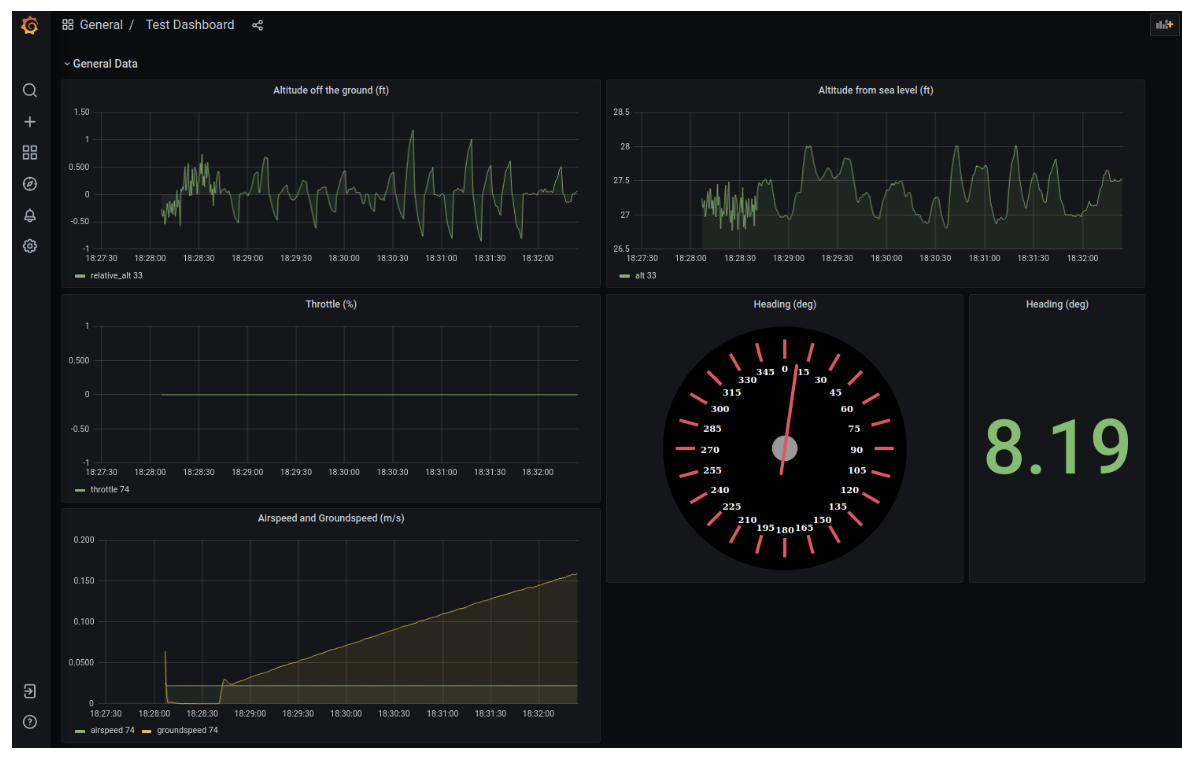 General / Test Dashboard
General Data
Altitude off the ground (ft)
1.50
1
0.500
0
-0.50
-1
18:27:30 18:28:00 18:28:30 18:29:00 18:29:30 18:30:00 18:30:30 18:31:00 18:31:30 18:32:00
relative_alt 33
Altitude from sea level (ft)
28.5
28
27.5
27
26.5
18:27:30 18:28:00 18:28:30 18:29:00 18:29:30 18:30:00 18:30:30 18:31:00 18:31:30 18:32:00
alt 33
Throttle (%)
1
0.500
0
-0.50
-1
18:27:30 18:28:00 18:28:30 18:29:00 18:29:30 18:30:00 18:30:30 18:31:00 18:31:30 18:32:00
throttle 74
Heading (deg)
0
15
30
45
60
75
90
105
120
135
150
165
180
195
210
225
240
255
270
285
300
315
330
345
Heading (deg)
8.19
Airspeed and Groundspeed (m/s)
0.200
0.150
0.100
0.0500
0
18:27:30 18:28:00 18:28:30 18:29:00 18:29:30 18:30:00 18:30:30 18:31:00 18:31:30 18:32:00
airspeed 74 groundspeed 74